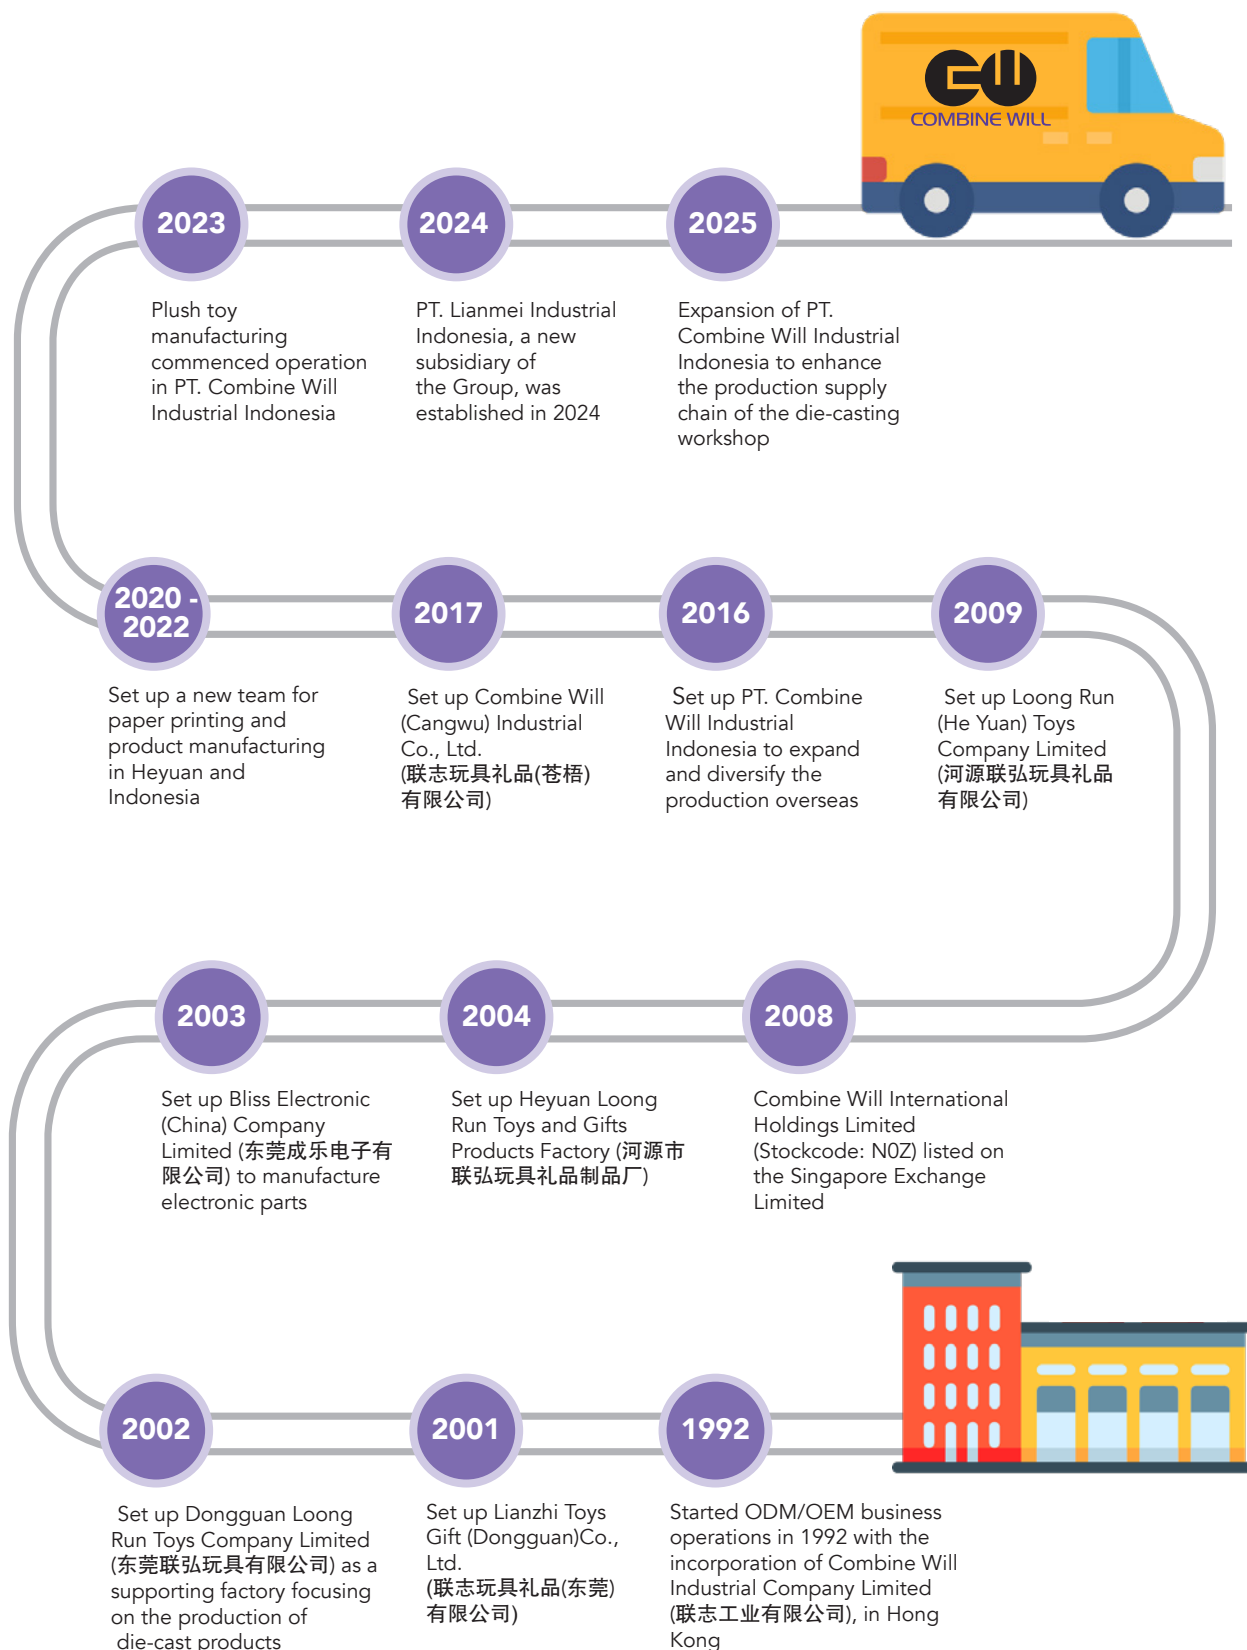 COMBINE WILL
2023
Plush toy
manufacturing
commenced operation
in PT. Combine Will
Industrial Indonesia
2024
PT. Lianmei Industrial
Indonesia, a new
subsidiary of
the Group, was
established in 2024
2025
Expansion of PT.
Combine Will Industrial
Indonesia to enhance
the production supply
chain of the die-casting
workshop
2020 -
2022
Set up a new team for
paper printing and
product manufacturing
in Heyuan and
Indonesia
2017
Set up Combine Will
(Cangwu) Industrial
Co., Ltd.
(联志玩具礼品(苍梧)
有限公司)
2016
Set up PT. Combine
Will Industrial
Indonesia to expand
and diversify the
production overseas
2009
Set up Loong Run
(He Yuan) Toys
Company Limited
(河源联弘玩具礼品
有限公司)
2003
Set up Bliss Electronic
(China) Company
Limited (东莞成乐电子有
限公司) to manufacture
electronic parts
2004
Set up Heyuan Loong
Run Toys and Gifts
Products Factory (河源市
联弘玩具礼品制品厂)
2008
Combine Will International
Holdings Limited
(Stockcode: N0Z) listed on
the Singapore Exchange
Limited
2002
Set up Dongguan Loong
Run Toys Company Limited
(东莞联弘玩具有限公司) as a
supporting factory focusing
on the production of
die-cast products
2001
Set up Lianzhi Toys
Gift (Dongguan)Co.,
Ltd.
(联志玩具礼品(东莞)
有限公司)
1992
Started ODM/OEM business
operations in 1992 with the
incorporation of Combine Will
Industrial Company Limited
(联志工业有限公司), in Hong
Kong